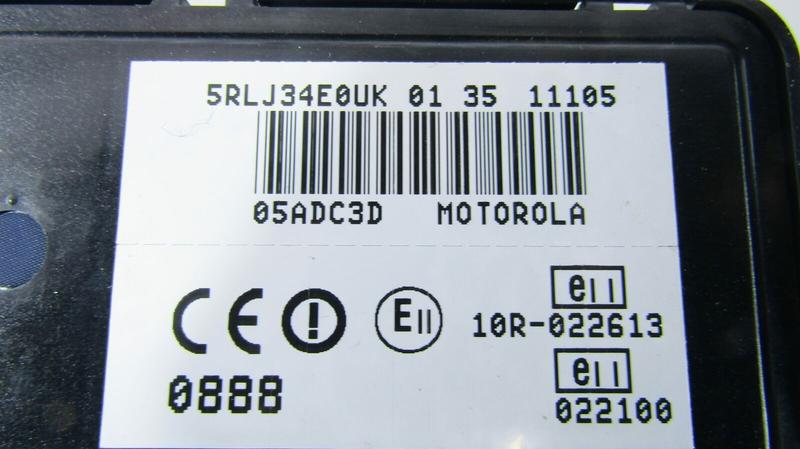 5RLJ34E0UK 01 35 11105
05ADC3D MOTOROLA
CE E11 e11
10R-022613
0888 e11
022100